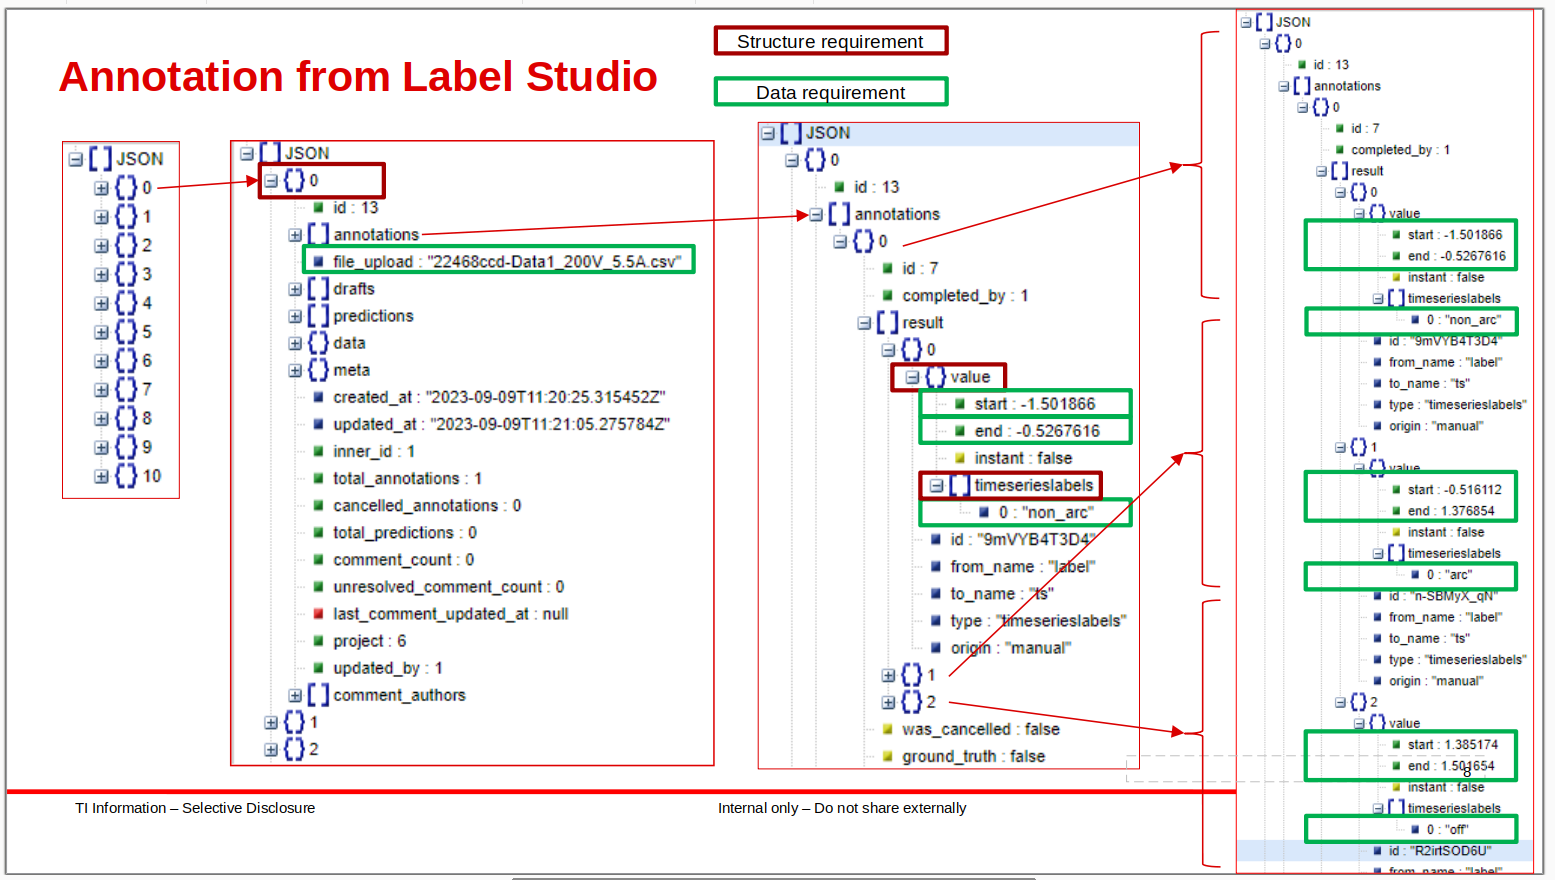 Annotation from Label Studio
Structure requirement
Data requirement
JSON
0
1
2
3
4
5
6
7
8
9
10
JSON
0
id : 13
annotations
file_upload : "22468ccd-Data1_200V_5.5A.csv"
drafts
predictions
data
meta
created_at : "2023-09-09T11:20:25.315452Z"
updated_at : "2023-09-09T11:21:05.275784Z"
inner_id : 1
total_annotations : 1
cancelled_annotations : 0
total_predictions : 0
comment_count : 0
unresolved_comment_count : 0
last_comment_updated_at : null
project : 6
updated_by : 1
comment_authors
1
2
JSON
0
id : 13
annotations
0
id : 7
completed_by : 1
result
0
value
start : -1.501866
end : -0.5267616
instant : false
timeserieslabels
0 : "non_arc"
id : "9mVYB4T3D4"
from_name : "label"
to_name : "ts"
type : "timeserieslabels"
origin : "manual"
1
2
was_cancelled : false
ground_truth : false
JSON
0
id : 13
annotations
0
id : 7
completed_by : 1
result
0
value
start : -1.501866
end : -0.5267616
instant : false
timeserieslabels
0 : "non_arc"
id : "9mVYB4T3D4"
from_name : "label"
to_name : "ts"
type : "timeserieslabels"
origin : "manual"
1
value
start : -0.516112
end : 1.376854
instant : false
timeserieslabels
0 : "arc"
id : "n-SBMyX_qN"
from_name : "label"
to_name : "ts"
type : "timeserieslabels"
origin : "manual"
2
value
start : 1.385174
end : 1.501654
8
instant : false
timeserieslabels
0 : "off"
id : "R2irtSOD6U"
from_name : "label"
TI Information – Selective Disclosure
Internal only – Do not share externally